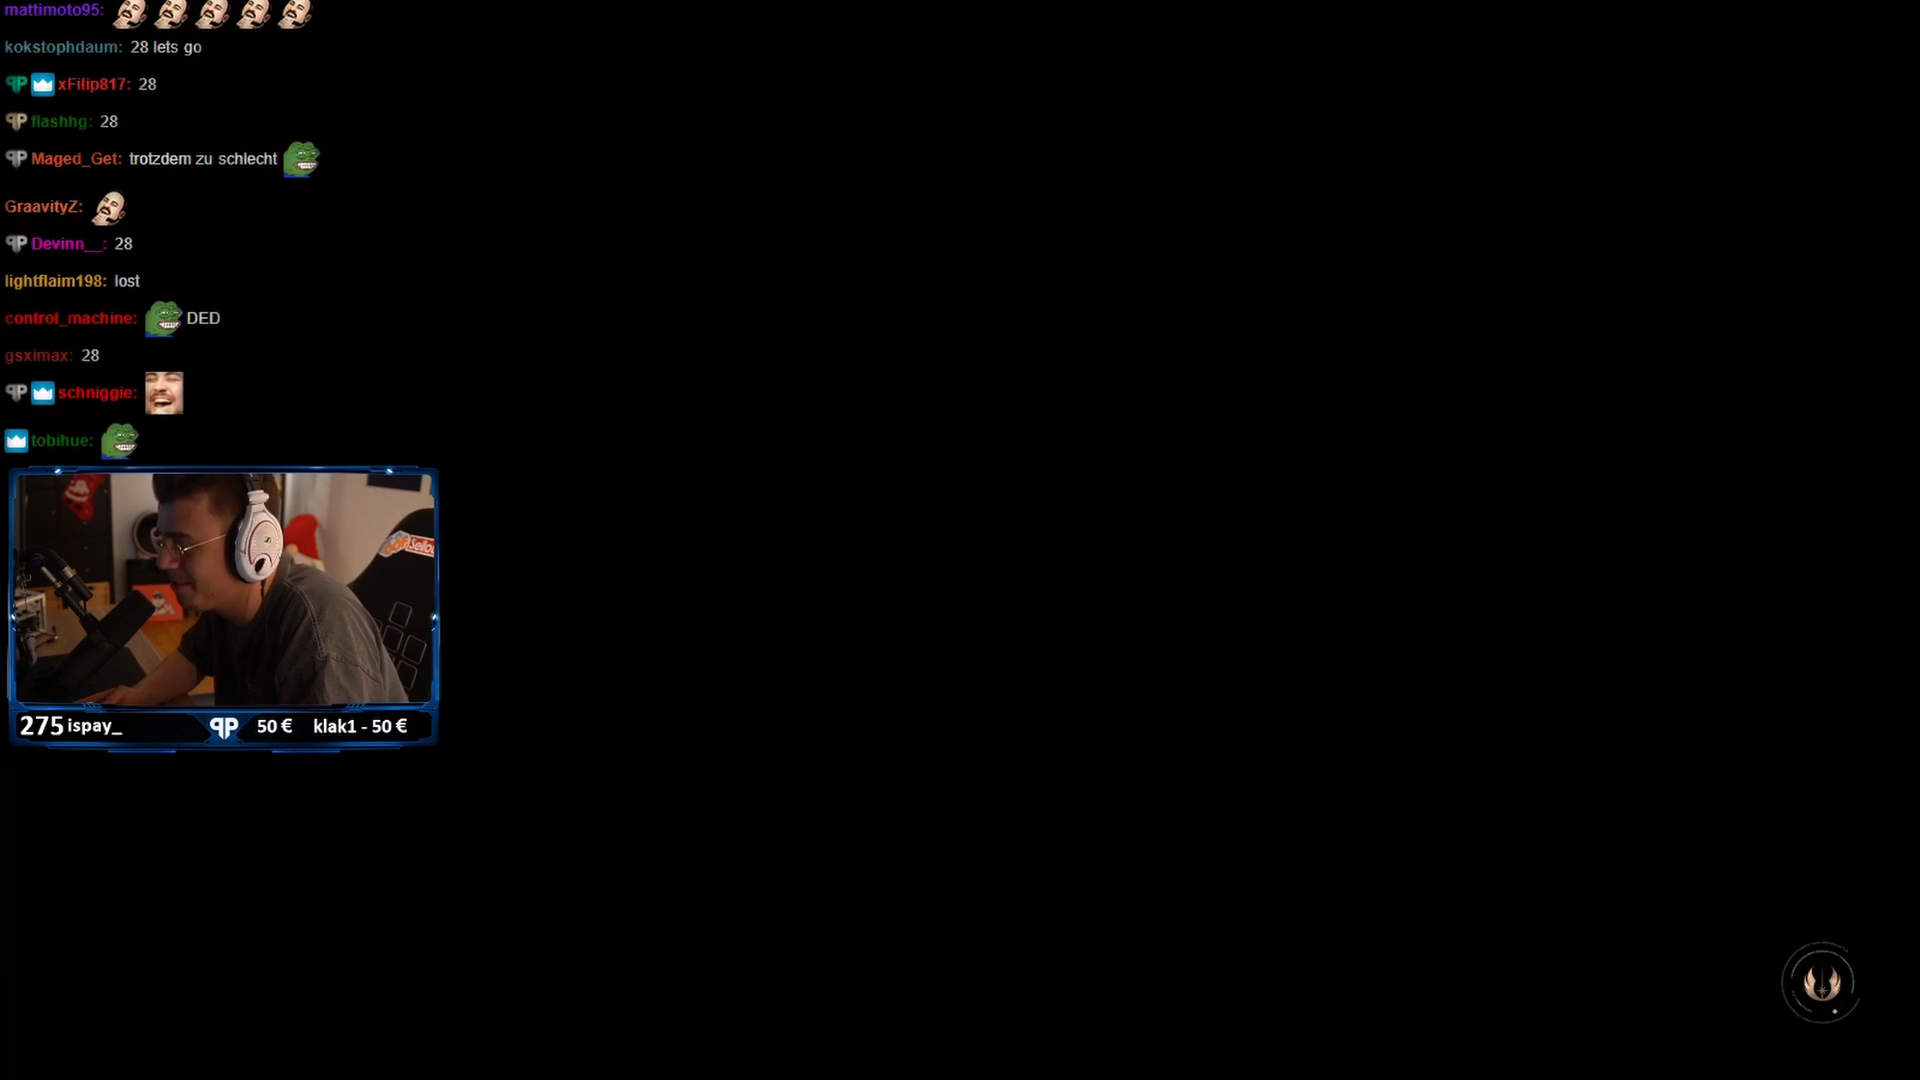 mattimoto95:
kokstophdaum: 28 lets go
xFilip817: 28
flashhg: 28
Maged_Get: trotzdem zu schlecht
GraavityZ:
Devinn__: 28
lightflaim198: lost
control_machine: DED
gsximax: 28
schniggie:
tobihue:
275 ispay_ 50 € klak1 - 50 €